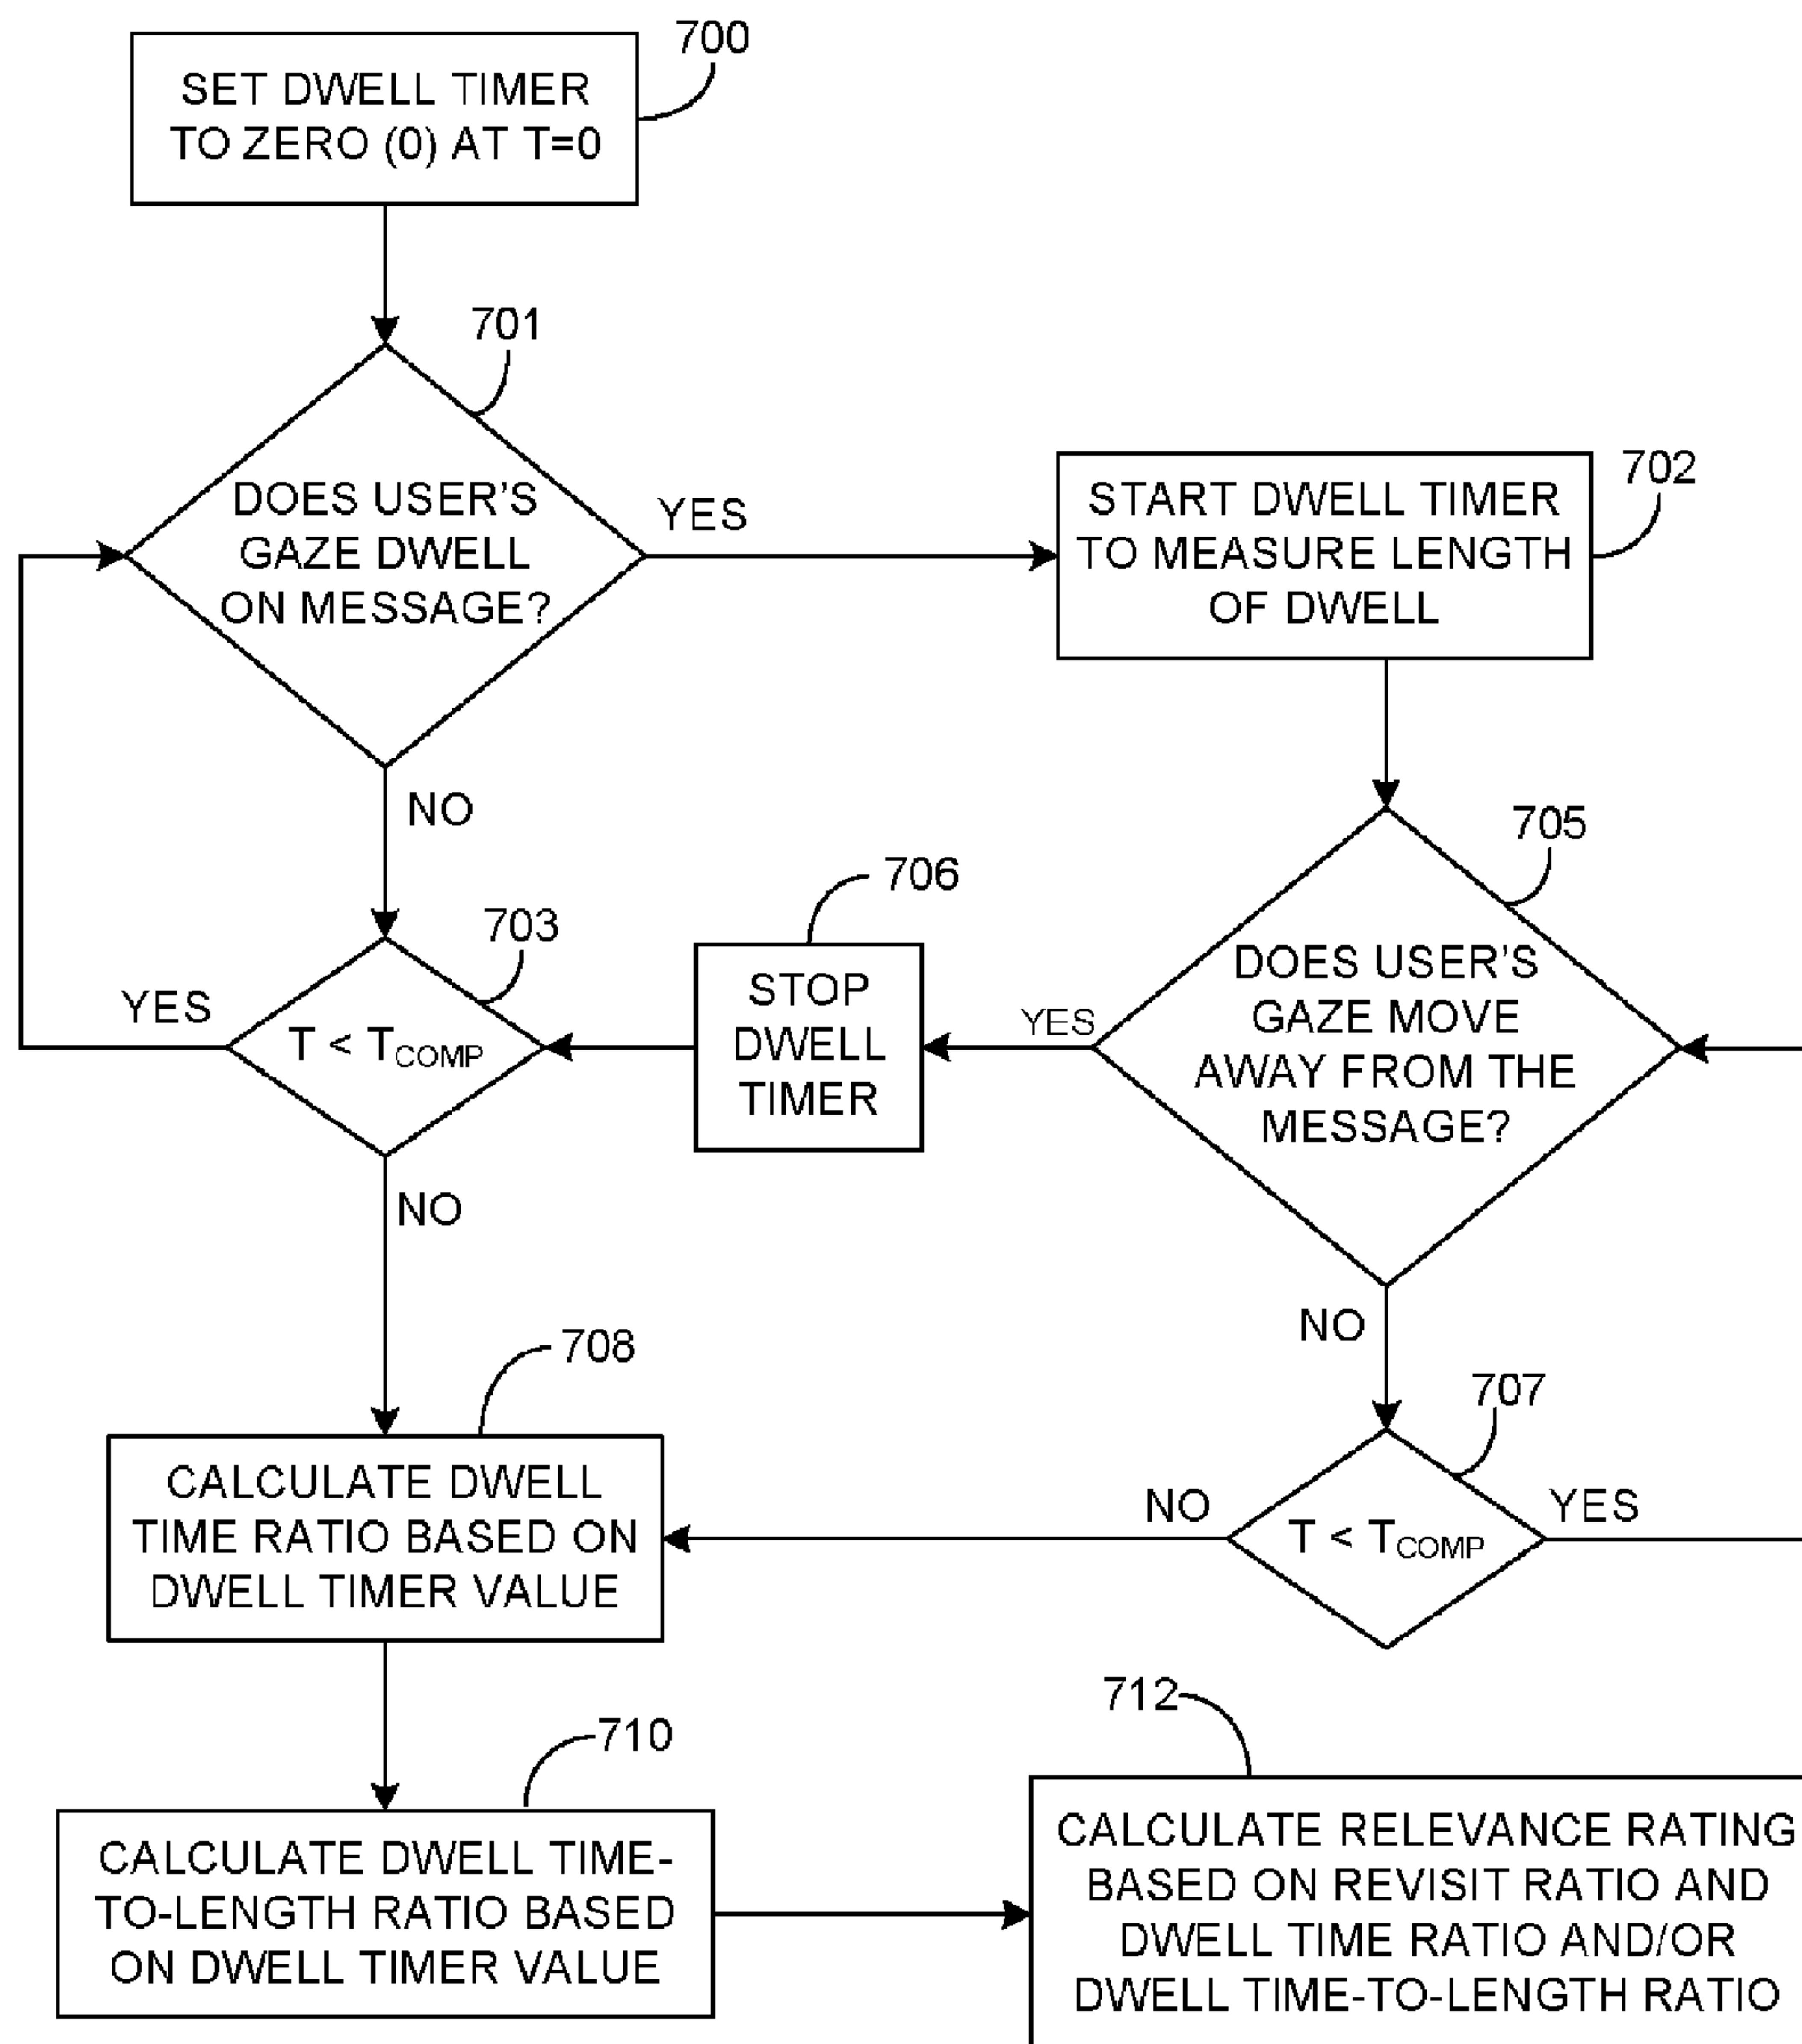 700
SET DWELL TIMER
TO ZERO (0) AT T=0
701
DOES USER'S
GAZE DWELL
ON MESSAGE?
YES
702
START DWELL TIMER
TO MEASURE LENGTH
OF DWELL
NO
705
706
703
DOES USER'S
GAZE MOVE
AWAY FROM THE
MESSAGE?
YES
STOP
DWELL
TIMER
YES
T < TCOMP
NO
NO
708
707
CALCULATE DWELL
TIME RATIO BASED ON
DWELL TIMER VALUE
NO
T < TCOMP
YES
712
710
CALCULATE DWELL TIME-
TO-LENGTH RATIO BASED
ON DWELL TIMER VALUE
CALCULATE RELEVANCE RATING
BASED ON REVISIT RATIO AND
DWELL TIME RATIO AND/OR
DWELL TIME-TO-LENGTH RATIO